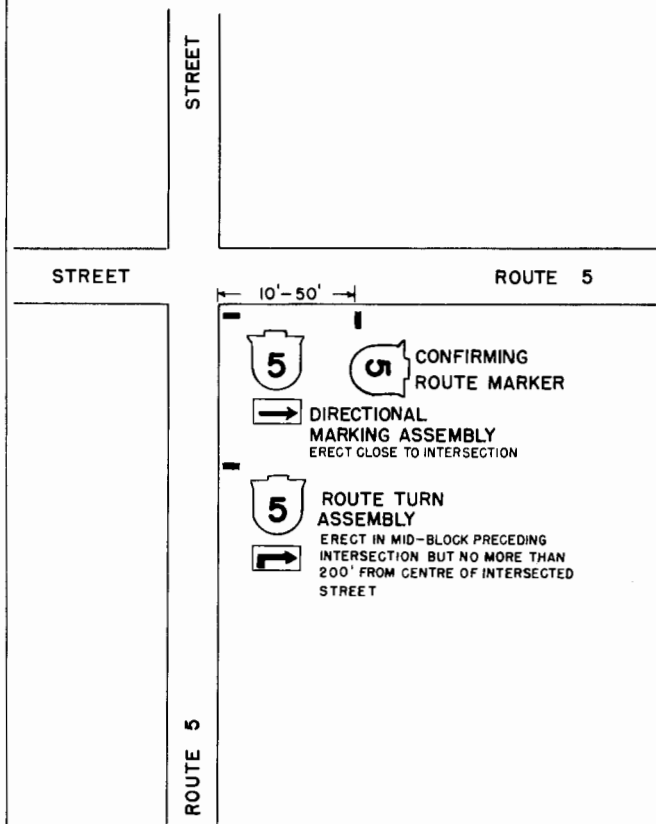 STREET
STREET
ROUTE 5
10'-50'
5
5
CONFIRMING
ROUTE MARKER
DIRECTIONAL
MARKING ASSEMBLY
ERECT CLOSE TO INTERSECTION
5
ROUTE TURN
ASSEMBLY
ERECT IN MID-BLOCK PRECEDING
INTERSECTION BUT NO MORE THAN
200' FROM CENTRE OF INTERSECTED
STREET
ROUTE 5